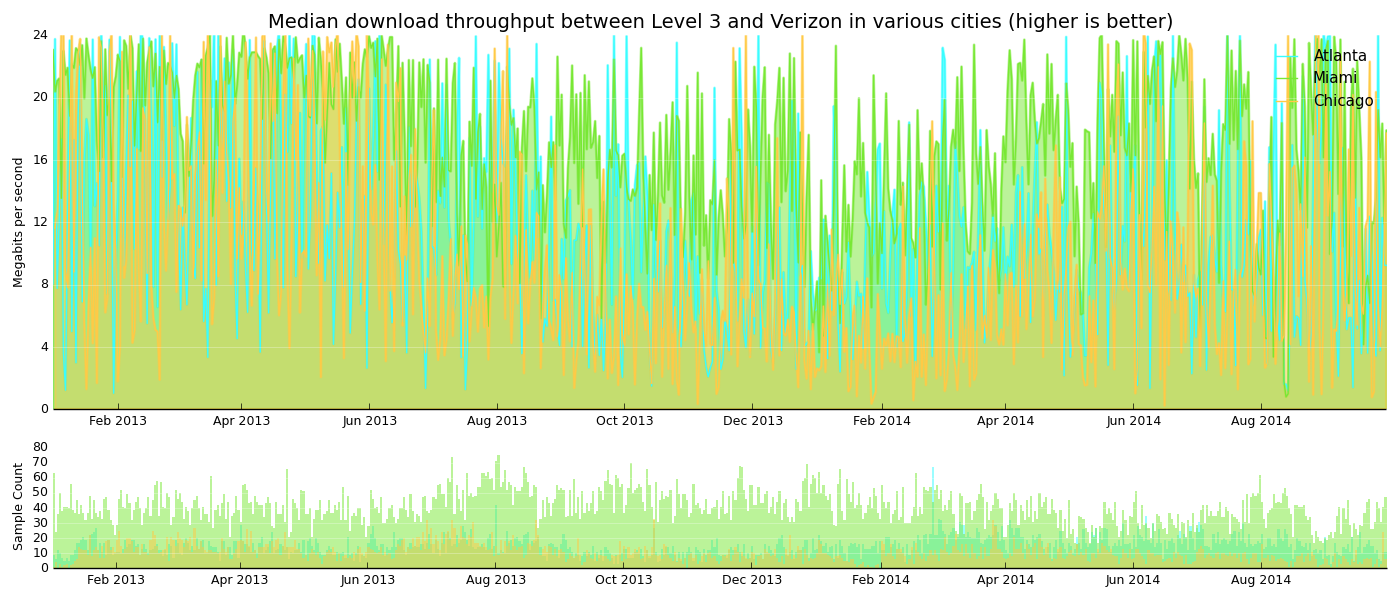 Median download throughput between Level 3 and Verizon in various cities (higher is better)
24
20
16
12
8
4
0
Megabits per second
Atlanta
Miami
Chicago
Feb 2013 Apr 2013 Jun 2013 Aug 2013 Oct 2013 Dec 2013 Feb 2014 Apr 2014 Jun 2014 Aug 2014
80
70
60
50
40
30
20
10
0
Sample Count
Feb 2013 Apr 2013 Jun 2013 Aug 2013 Oct 2013 Dec 2013 Feb 2014 Apr 2014 Jun 2014 Aug 2014